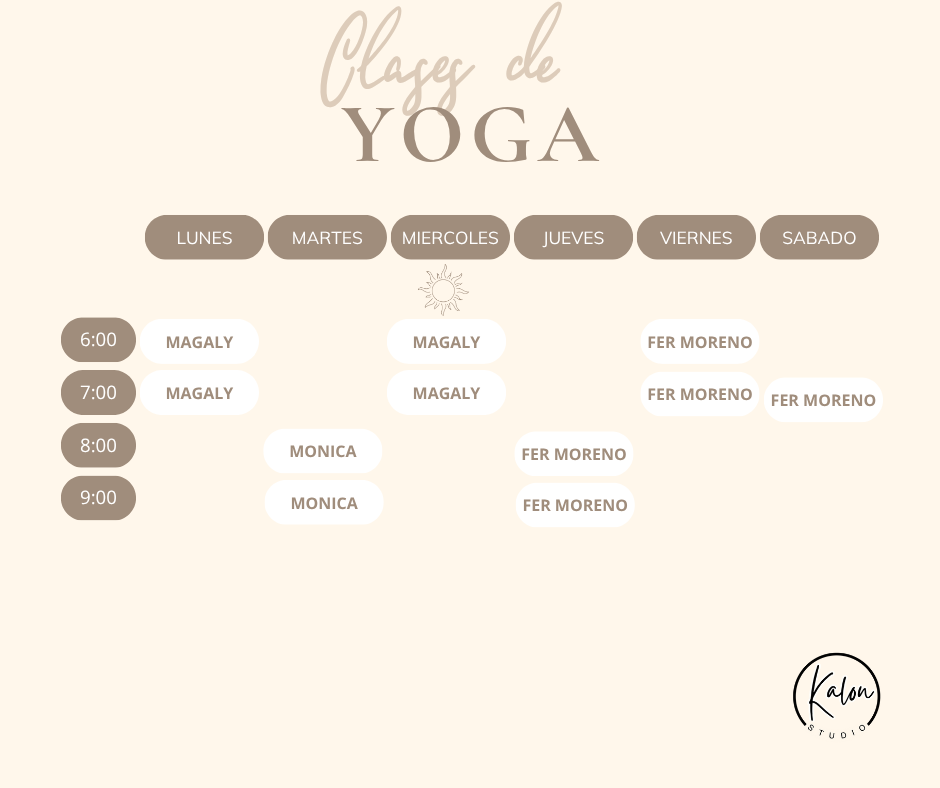 Clases de
YOGA
LUNES MARTES MIERCOLES JUEVES VIERNES SABADO
6:00 MAGALY MAGALY FER MORENO
7:00 MAGALY MAGALY FER MORENO FER MORENO
8:00 MONICA FER MORENO
9:00 MONICA FER MORENO
Kalon
STUDIO